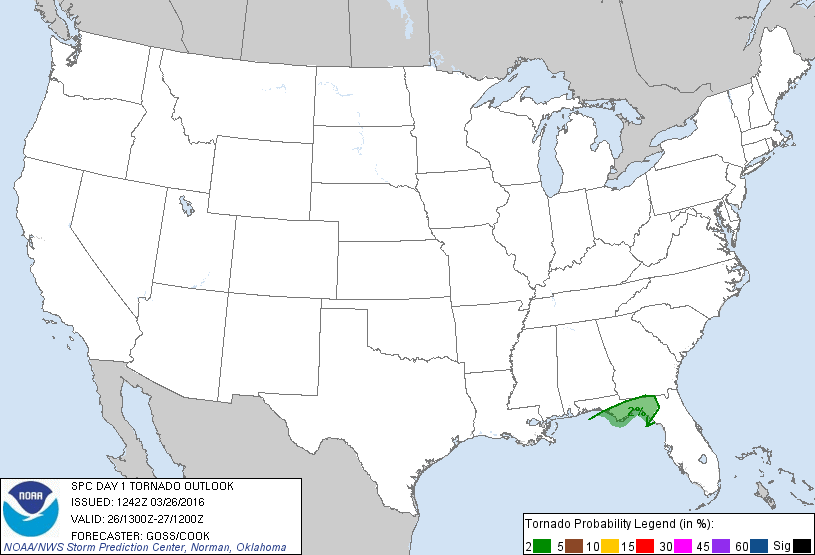 2%
NOAA
SPC DAY 1 TORNADO OUTLOOK
ISSUED: 1242Z 03/26/2016
VALID: 26/1300Z-27/1200Z
FORECASTER: GOSS/COOK
NOAA/NWS Storm Prediction Center, Norman, Oklahoma
Tornado Probability Legend (in %):
2 5 10 15 30 45 60 Sig